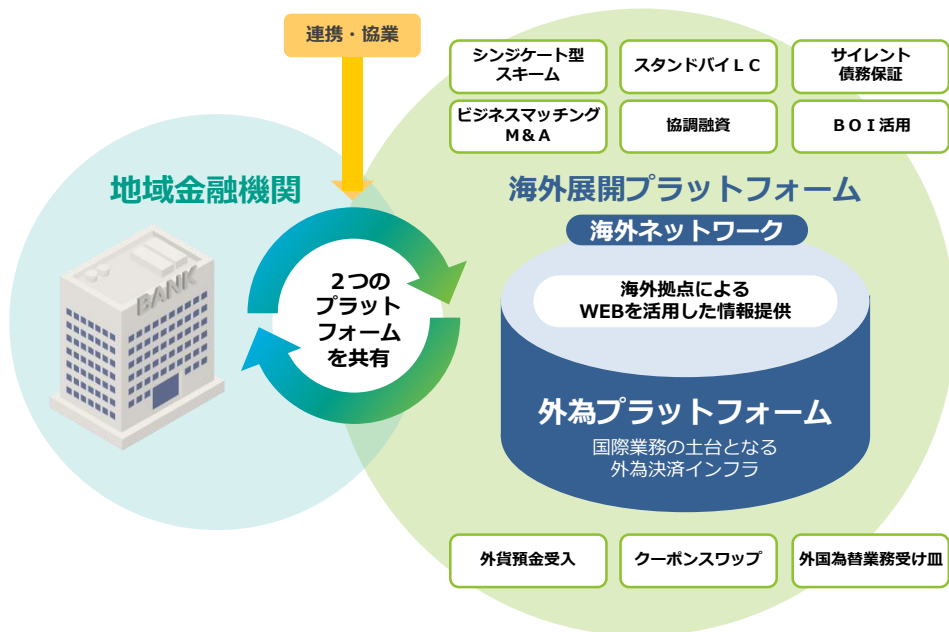 連携・協業
シンジケート型
スキーム
スタンドバイＬＣ
サイレント
債務保証
ビジネスマッチング
Ｍ＆Ａ
協調融資
ＢＯＩ活用
地域金融機関
海外展開プラットフォーム
海外ネットワーク
BANK
２つの
プラット
フォーム
を共有
海外拠点による
WEBを活用した情報提供
外為プラットフォーム
国際業務の土台となる
外為決済インフラ
外貨預金受入
クーポンスワップ
外国為替業務受け皿